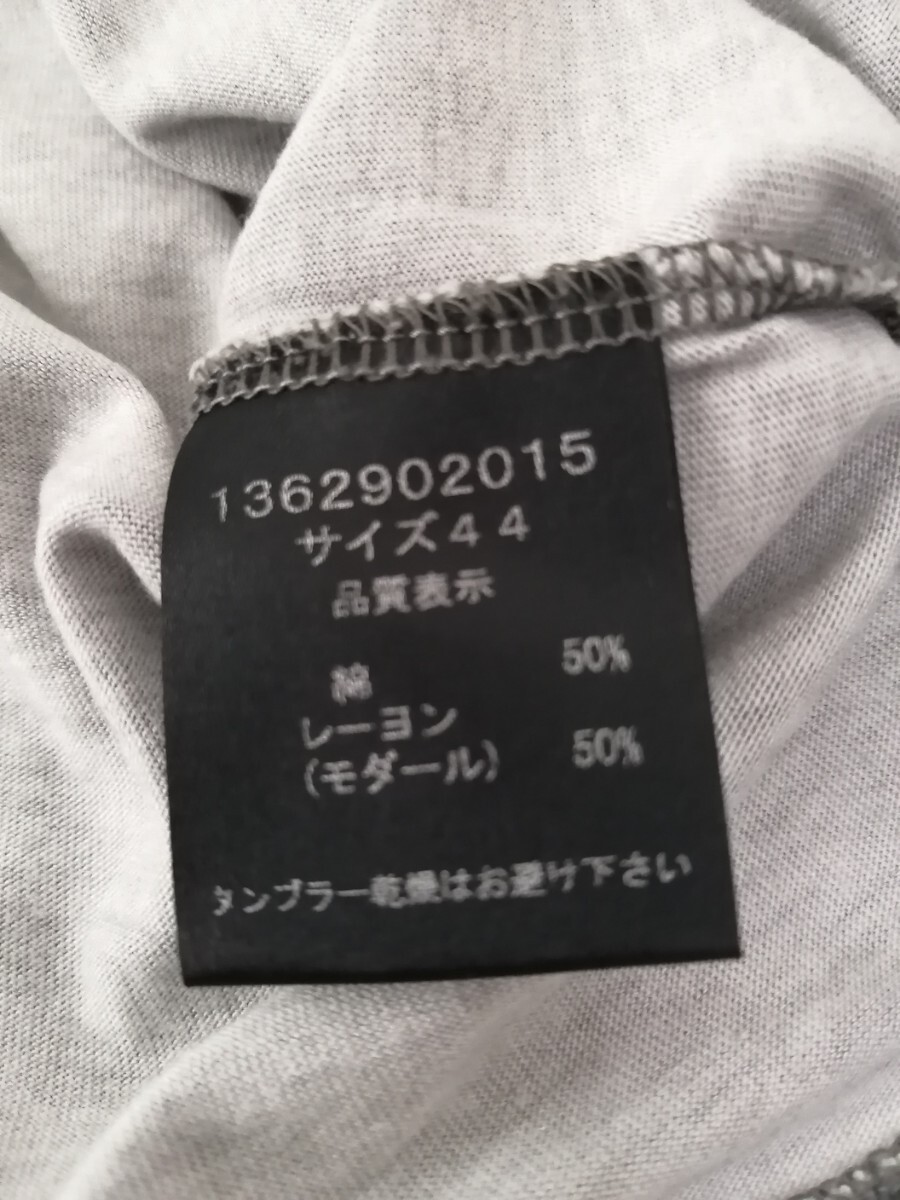 1362902015
サイズ44
品質表示
綿 50%
レーヨン
(モダール) 50%
タンブラー乾燥はお避け下さい